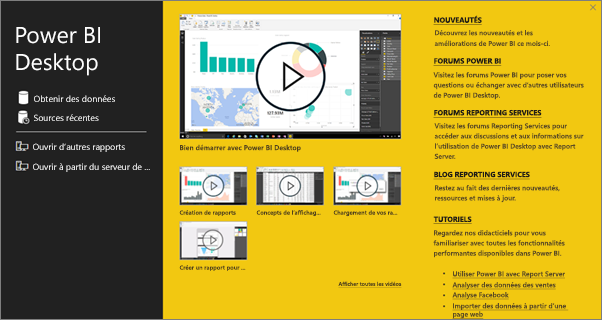 Power BI
Desktop
Obtenir des données
Sources récentes
Ouvrir d'autres rapports
Ouvrir à partir du serveur de ...
Bien démarrer avec Power BI Desktop
Création de rapports
Concepts de l'affichag...
Chargement de vos ra...
Créer un rapport pour ...
Afficher toutes les vidéos
NOUVEAUTÉS
Découvrez les nouveautés et les
améliorations de Power BI ce mois-ci.
FORUMS POWER BI
Visitez les forums Power BI pour poser vos
questions ou échanger avec d'autres utilisateurs
de Power BI Desktop.
FORUMS REPORTING SERVICES
Visitez les forums Reporting Services pour
accéder aux discussions et aux informations sur
l'utilisation de Power BI Desktop avec Report
Server.
BLOG REPORTING SERVICES
Restez au fait des dernières nouveautés,
ressources et mises à jour.
TUTORIELS
Regardez nos didacticiels pour vous
familiariser avec toutes les fonctionnalités
performantes disponibles dans Power BI.
• Utiliser Power BI avec Report Server
• Analyser des données des ventes
• Analyse Facebook
• Importer des données à partir d'une
page web